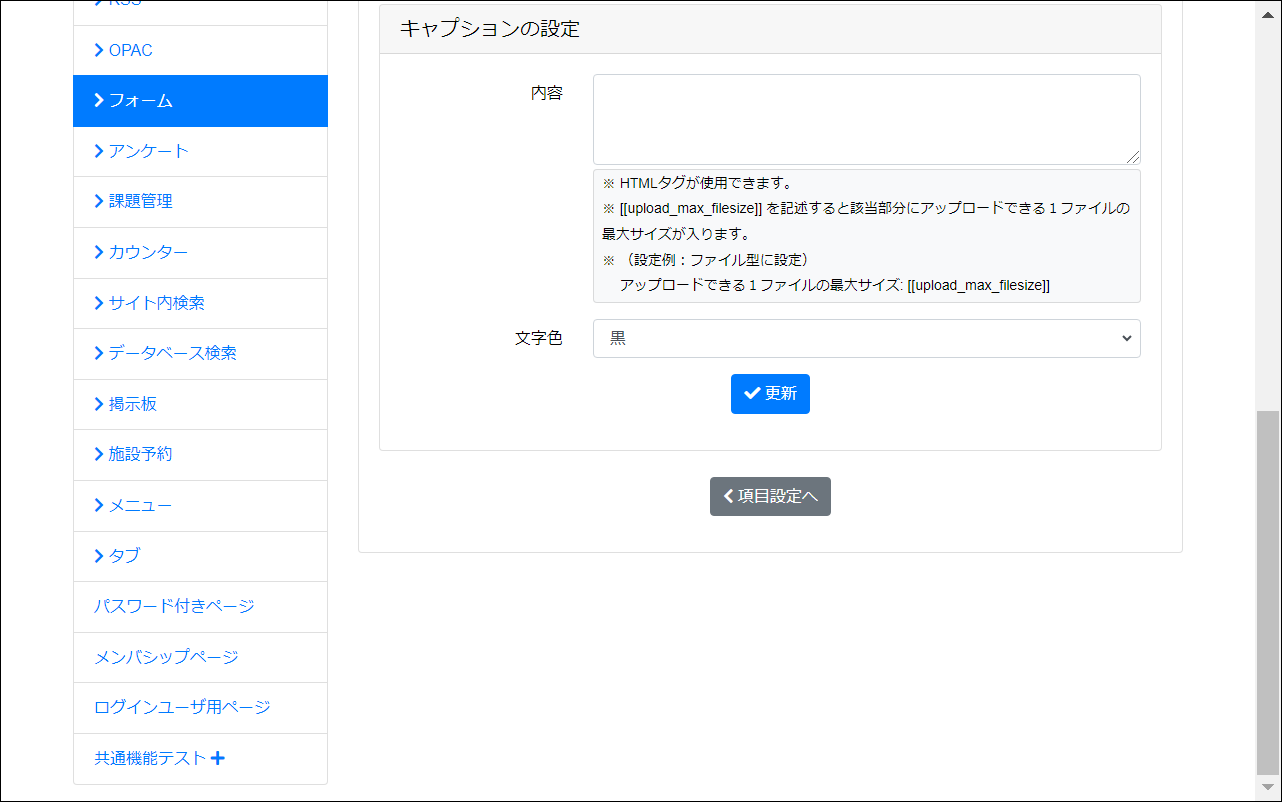 RSS
OPAC
フォーム
アンケート
課題管理
カウンター
サイト内検索
データベース検索
掲示板
施設予約
メニュー
タブ
パスワード付きページ
メンバシップページ
ログインユーザ用ページ
共通機能テスト
キャプションの設定
内容
※ HTMLタグが使用できます。
※ [[upload_max_filesize]] を記述すると該当部分にアップロードできる１ファイルの
最大サイズが入ります。
※ （設定例：ファイル型に設定）
アップロードできる１ファイルの最大サイズ: [[upload_max_filesize]]
文字色
黒
更新
項目設定へ